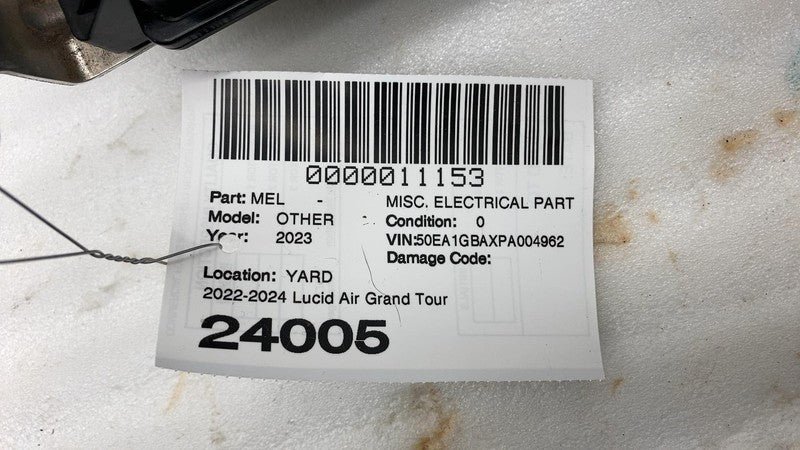 0000011153
Part: MEL - MISC. ELECTRICAL PART
Model: OTHER - Condition: 0
Year: 2023 VIN:50EA1GBAXPA004962
Damage Code:
Location: YARD
2022-2024 Lucid Air Grand Tour
24005